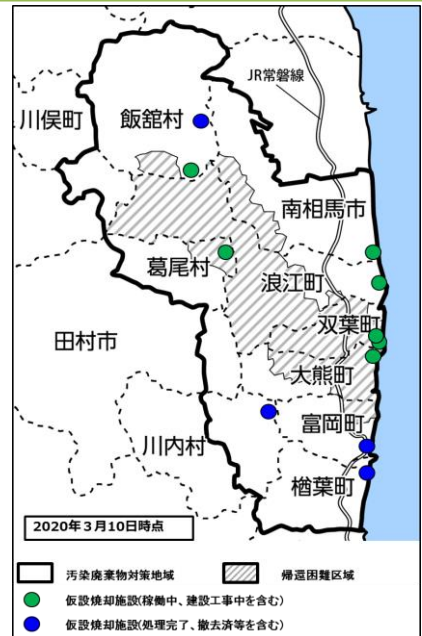 JR常磐線
川俣町
飯舘村
南相馬市
葛尾村
浪江町
双葉町
田村市
大熊町
富岡町
川内村
楢葉町
2020年3月10日時点
汚染廃棄物対策地域
帰還困難区域
仮設焼却施設(稼働中、建設工事中を含む)
仮設焼却施設(処理完了、撤去済等を含む)